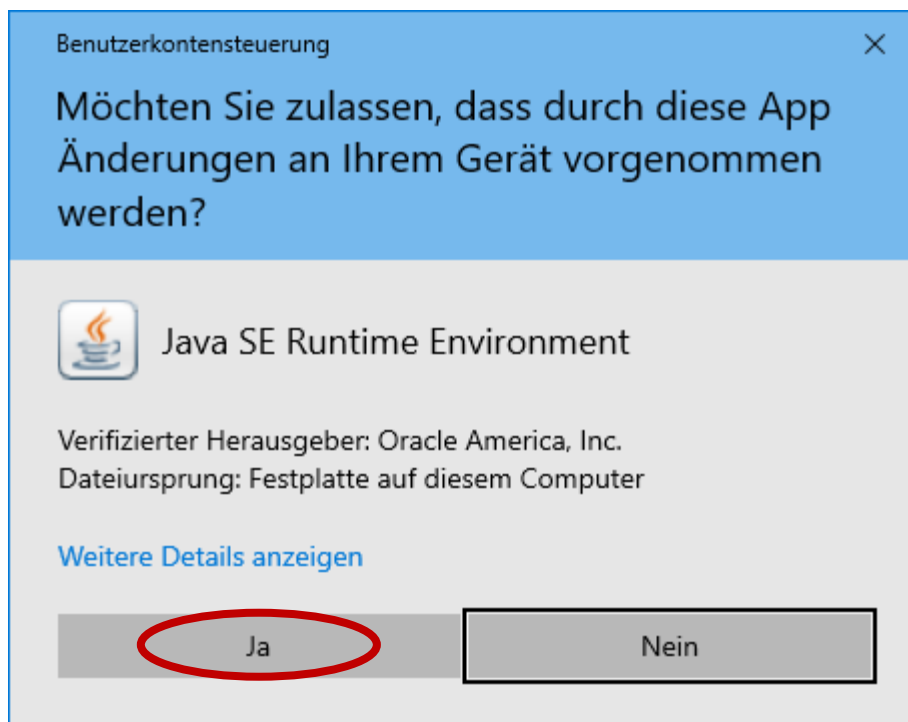 Benutzerkontensteuerung
Möchten Sie zulassen, dass durch diese App
Änderungen an Ihrem Gerät vorgenommen
werden?
Java SE Runtime Environment
Verifizierter Herausgeber: Oracle America, Inc.
Dateiursprung: Festplatte auf diesem Computer
Weitere Details anzeigen
Ja
Nein